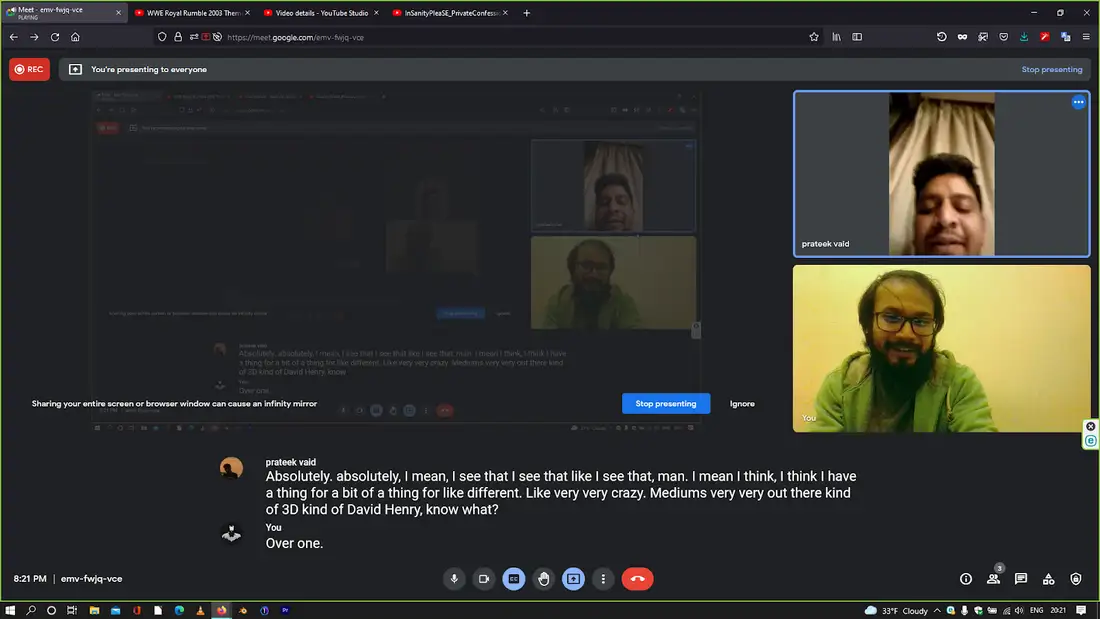 Meet - emv-fwjq-vce
PLAYING
WWE Royal Rumble 2003 Them
Video details - YouTube Studio
InSanityPleaSE_PrivateConfessi
https://meet.google.com/emv-fwjq-vce
REC
You're presenting to everyone
Stop presenting
prateek vaid
You
Sharing your entire screen or browser window can cause an infinity mirror
Stop presenting
Ignore
prateek vaid
Absolutely. absolutely, I mean, I see that I see that like I see that, man. I mean I think, I think I have
a thing for a bit of a thing for like different. Like very very crazy. Mediums very very out there kind
of 3D kind of David Henry, know what?
You
Over one.
8:21 PM | emv-fwjq-vce
CC
3
33°F Cloudy
ENG
20:21